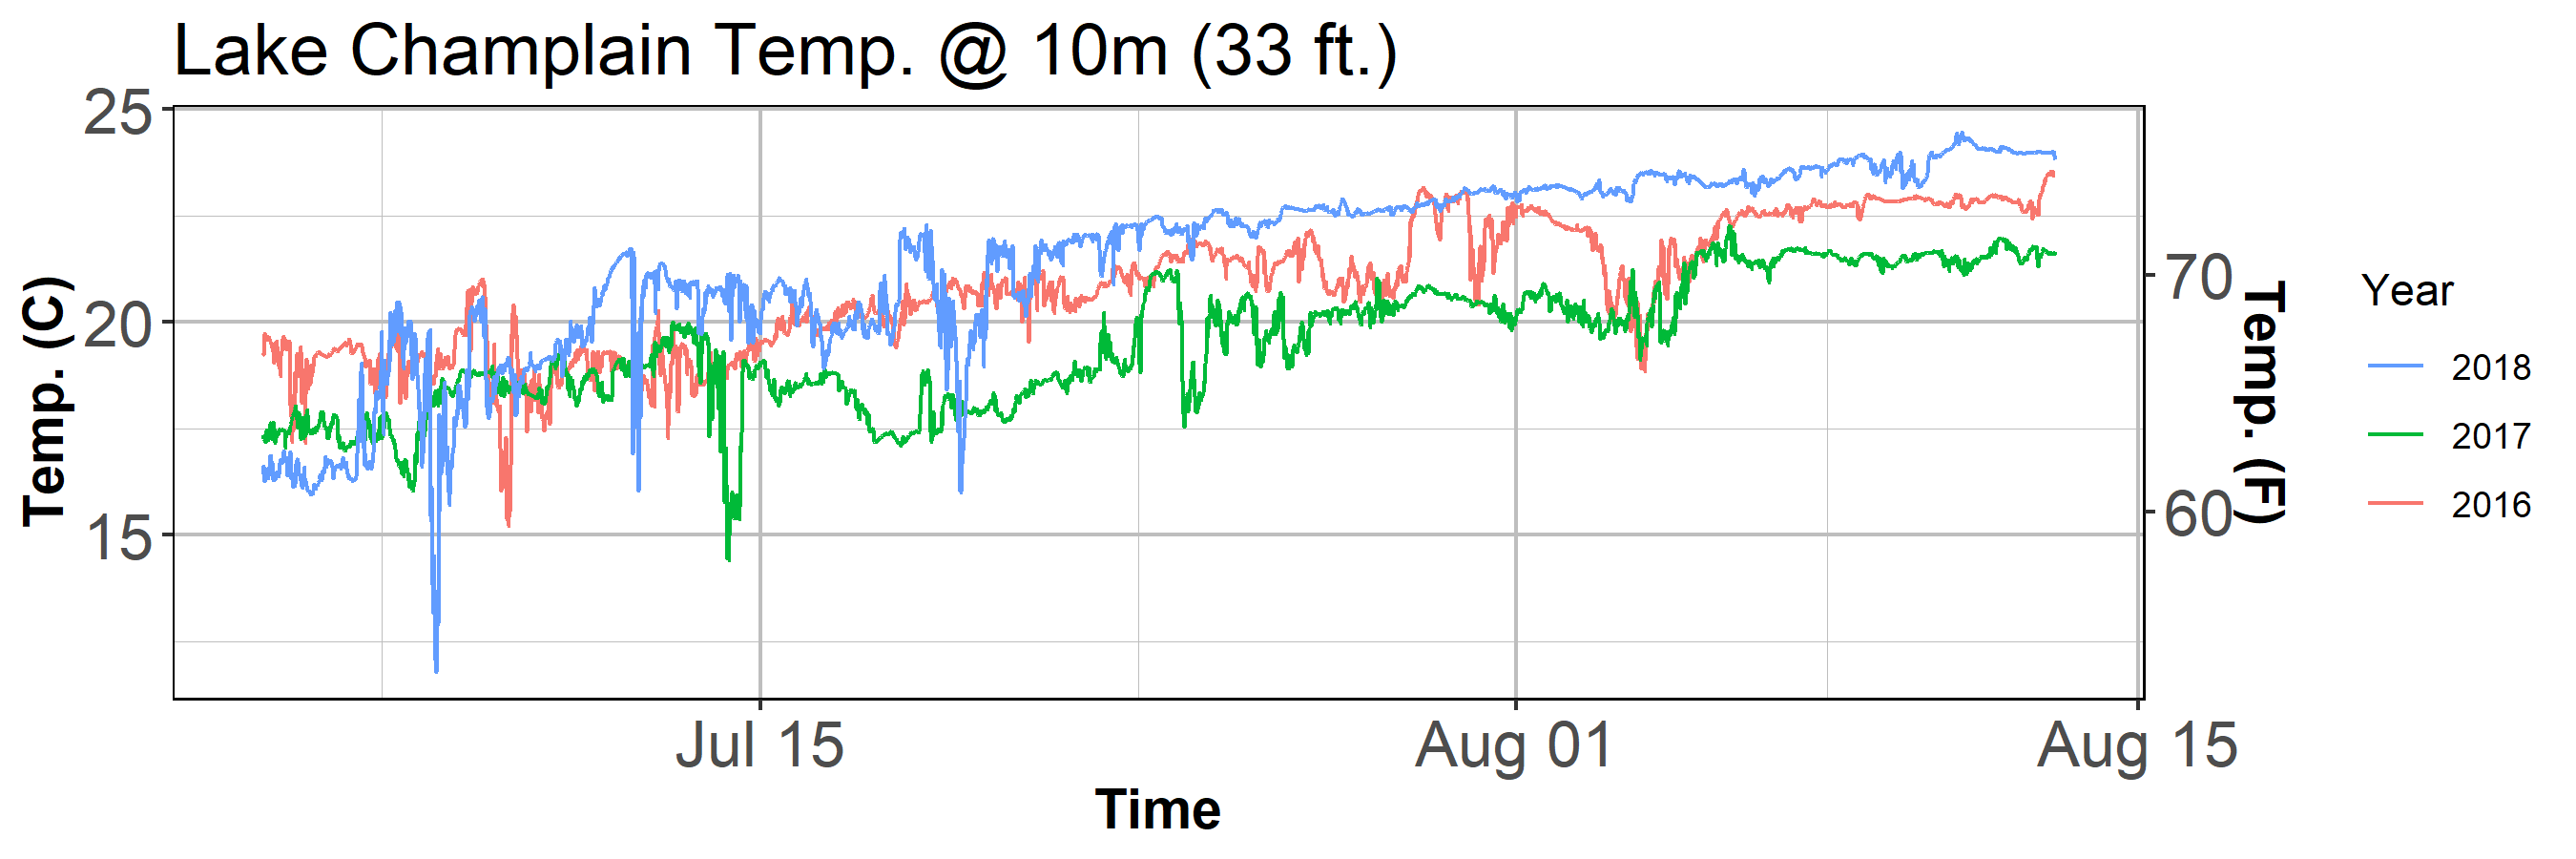 Lake Champlain Temp. @ 10m (33 ft.)
25
20
15
Temp. (C)
70
60
Temp. (F)
Jul 15
Aug 01
Aug 15
Time
Year
2018
2017
2016